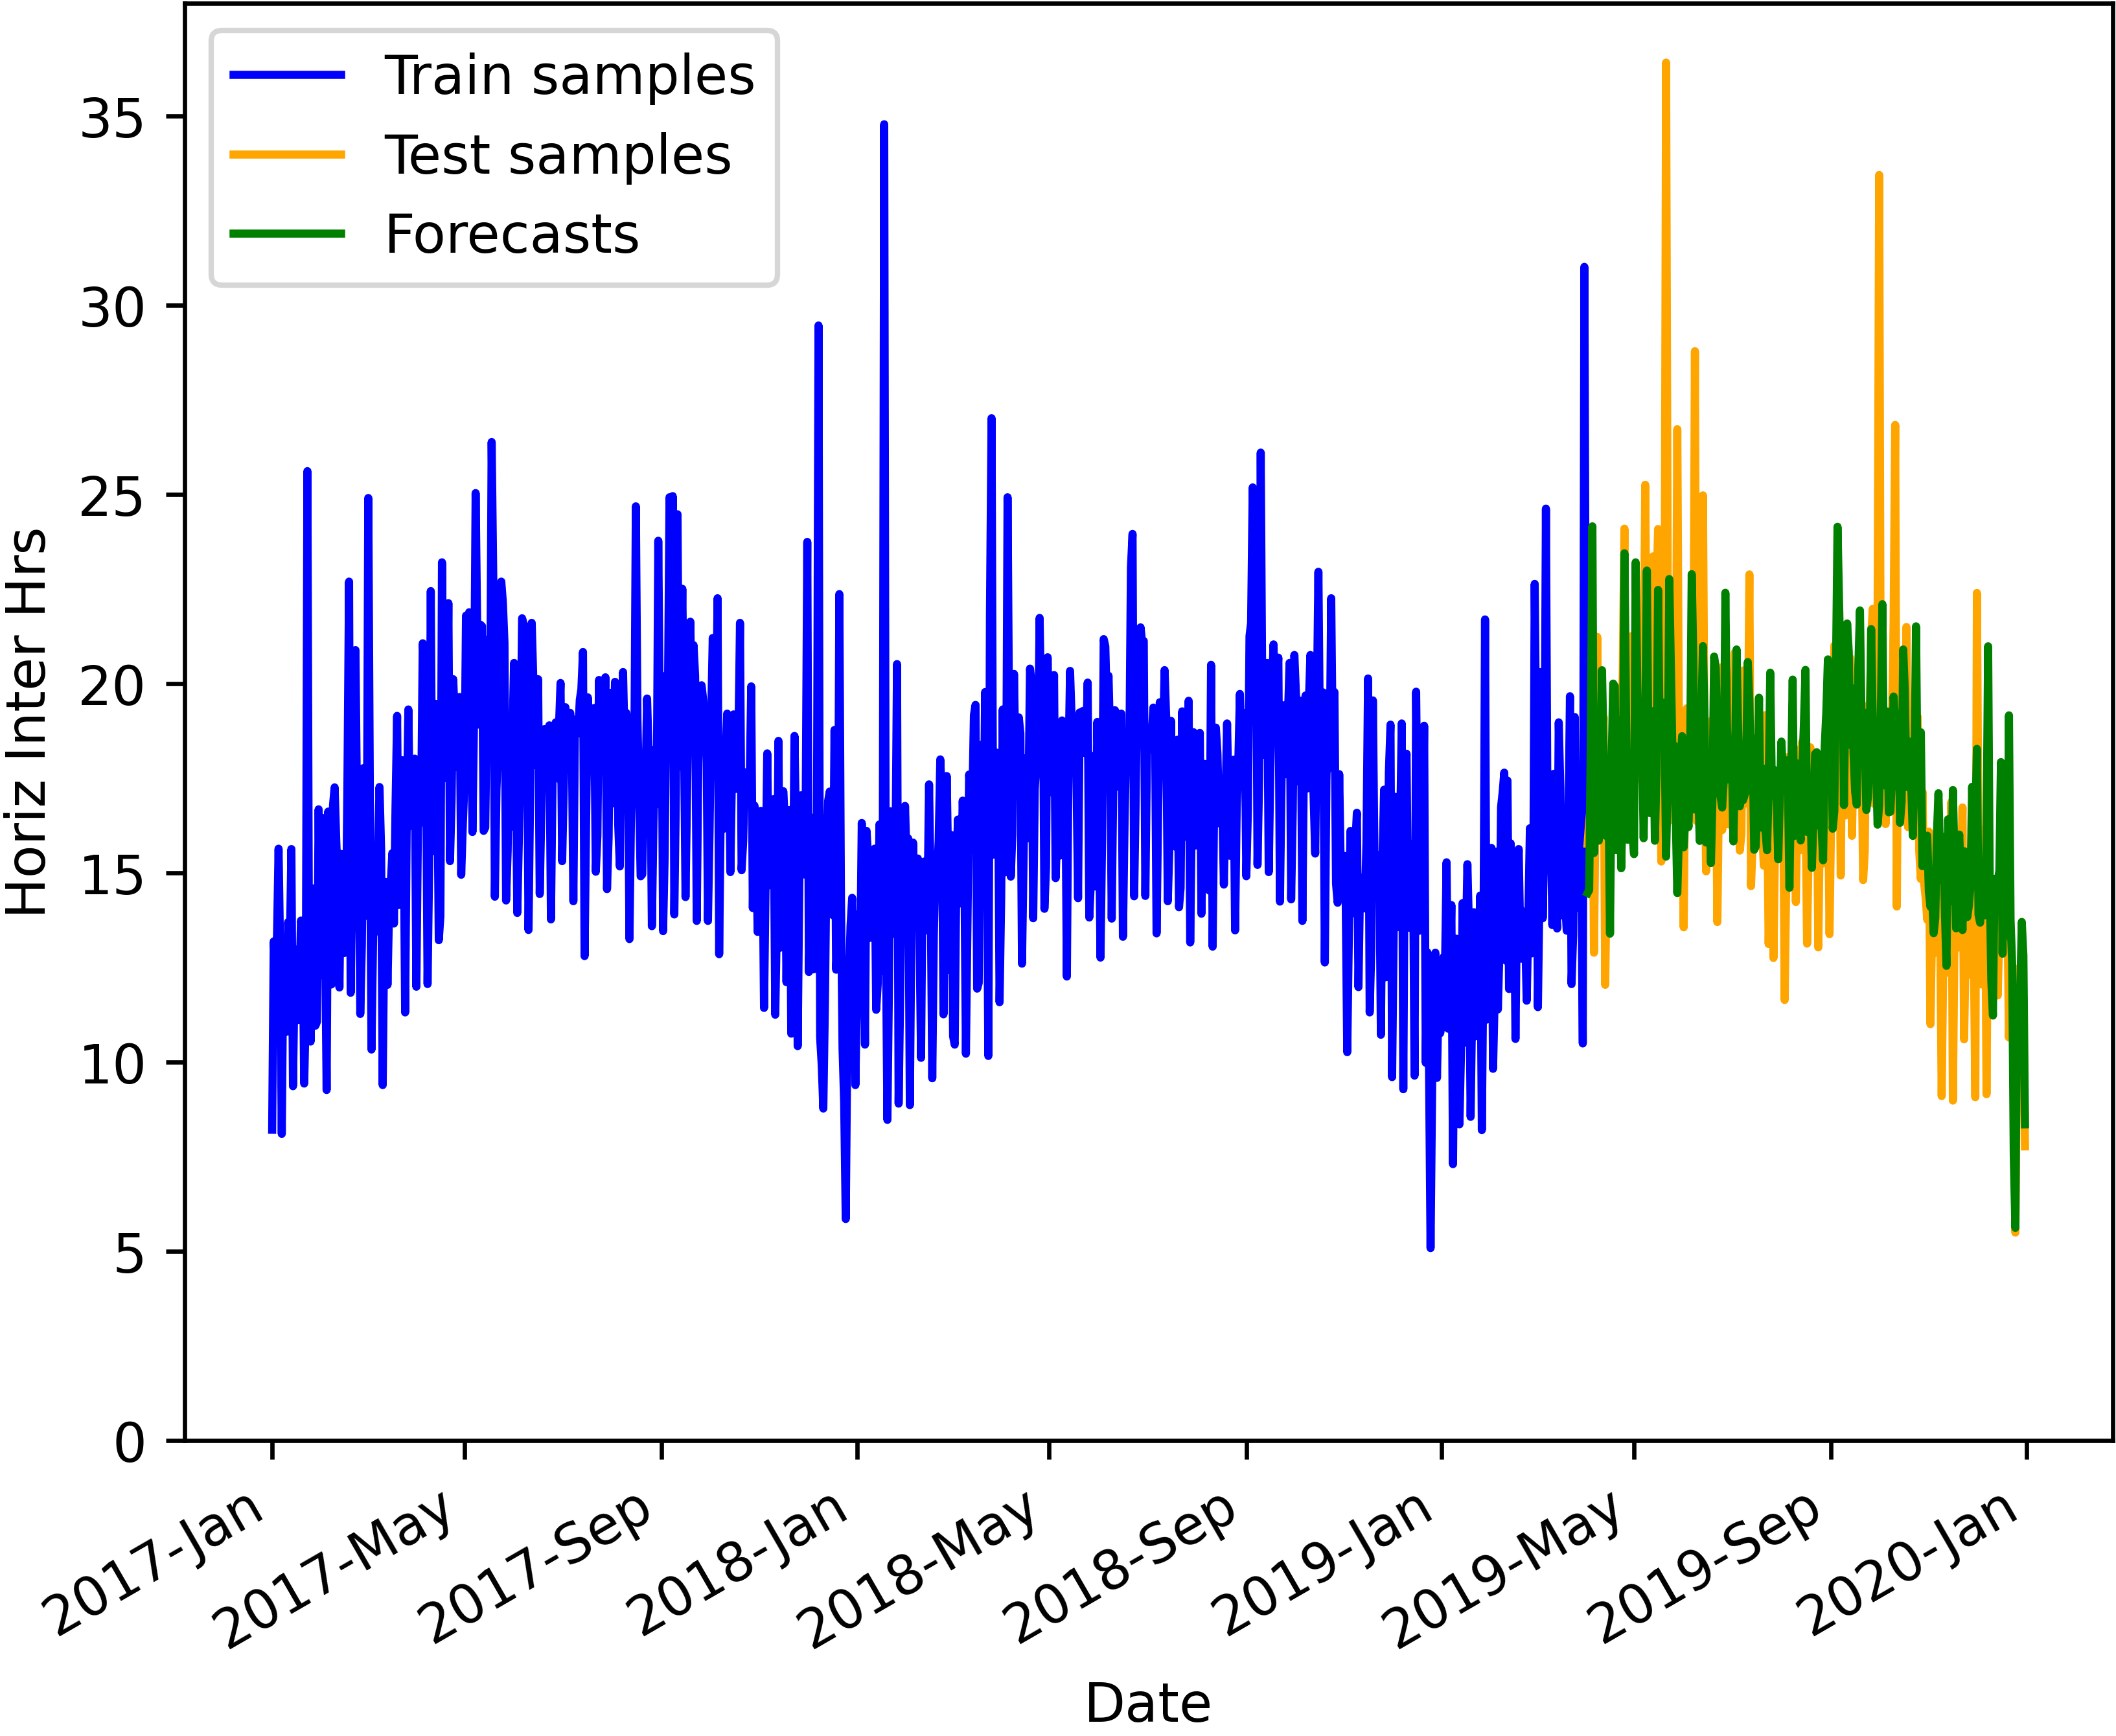 Train samples
Test samples
Forecasts
Horiz Inter Hrs
35
30
25
20
15
10
5
0
2017-Jan
2017-May
2017-Sep
2018-Jan
2018-May
2018-Sep
2019-Jan
2019-May
2019-Sep
2020-Jan
Date